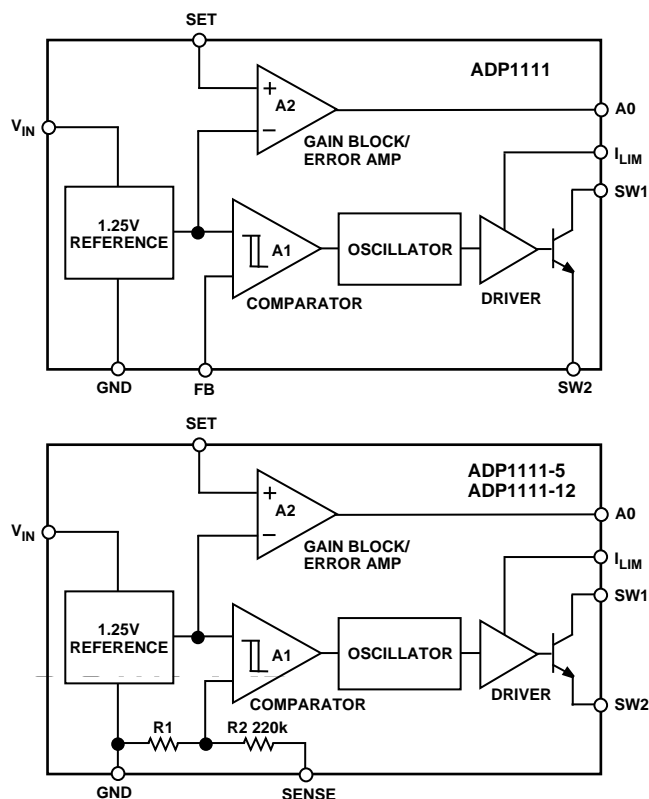 SET
ADP1111
+
A2
A0
V_IN
−
GAIN BLOCK/
ERROR AMP
I_LIM
SW1
1.25V
REFERENCE
A1
OSCILLATOR
COMPARATOR
DRIVER
GND
FB
SW2
SET
ADP1111-5
ADP1111-12
+
A2
A0
V_IN
−
GAIN BLOCK/
ERROR AMP
I_LIM
SW1
1.25V
REFERENCE
A1
OSCILLATOR
DRIVER
COMPARATOR
SW2
R1
R2 220k
GND
SENSE